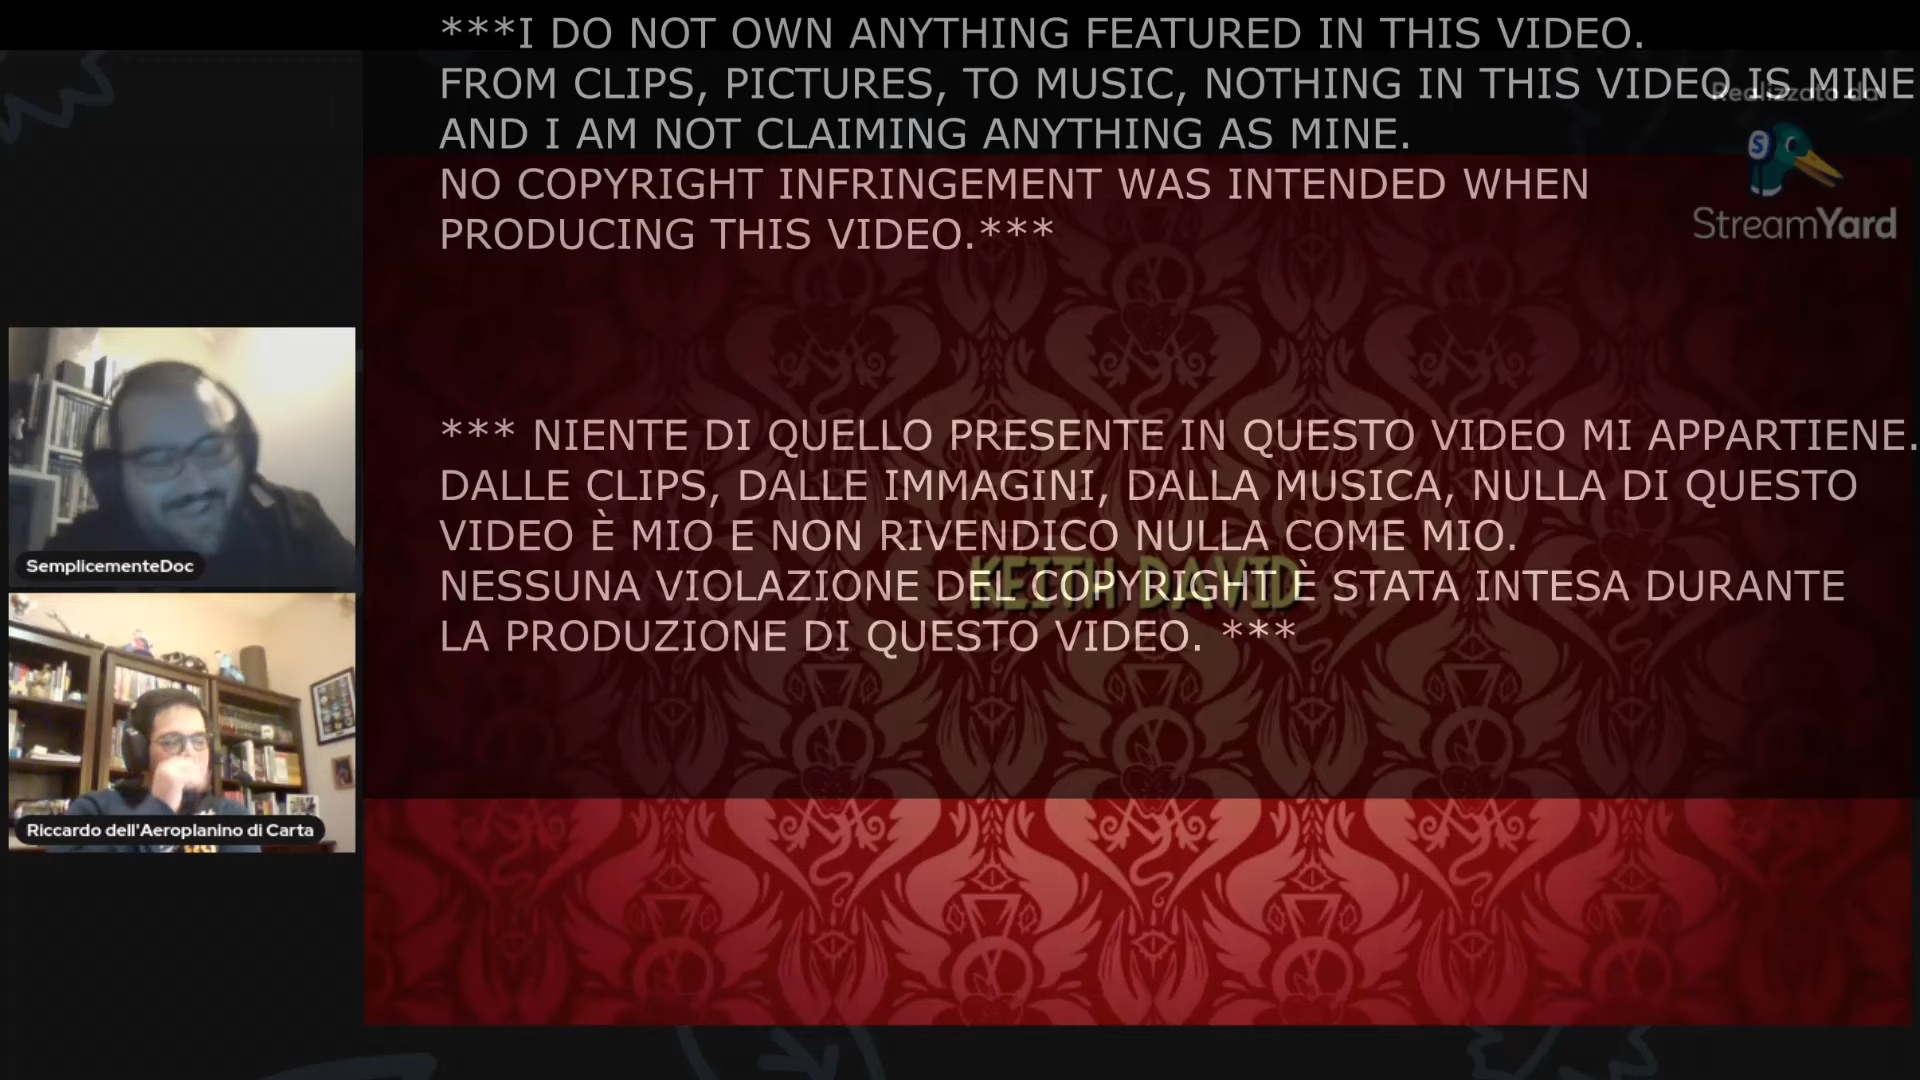 ***I DO NOT OWN ANYTHING FEATURED IN THIS VIDEO.
FROM CLIPS, PICTURES, TO MUSIC, NOTHING IN THIS VIDEO IS MINE
AND I AM NOT CLAIMING ANYTHING AS MINE.
NO COPYRIGHT INFRINGEMENT WAS INTENDED WHEN
PRODUCING THIS VIDEO.***
Realizzato da
StreamYard
*** NIENTE DI QUELLO PRESENTE IN QUESTO VIDEO MI APPARTIENE.
DALLE CLIPS, DALLE IMMAGINI, DALLA MUSICA, NULLA DI QUESTO
VIDEO È MIO E NON RIVENDICO NULLA COME MIO.
NESSUNA VIOLAZIONE DEL COPYRIGHT È STATA INTESA DURANTE
LA PRODUZIONE DI QUESTO VIDEO. ***
KEITH DAVID
SemplicementeDoc
Riccardo dell'Aeroplanino di Carta